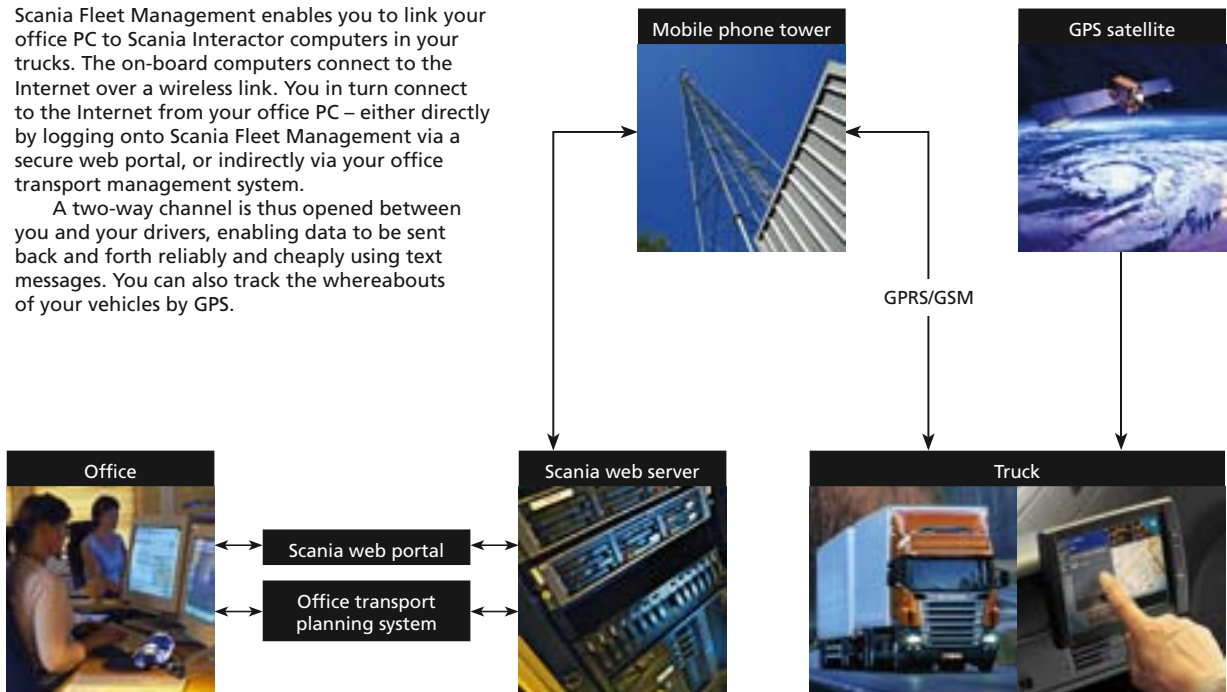 Scania Fleet Management enables you to link your
office PC to Scania Interactor computers in your
trucks. The on-board computers connect to the
Internet over a wireless link. You in turn connect
to the Internet from your office PC – either directly
by logging onto Scania Fleet Management via a
secure web portal, or indirectly via your office
transport management system.
A two-way channel is thus opened between
you and your drivers, enabling data to be sent
back and forth reliably and cheaply using text
messages. You can also track the whereabouts
of your vehicles by GPS.
Mobile phone tower
GPS satellite
GPRS/GSM
Office
Scania web portal
Office transport
planning system
Scania web server
Truck